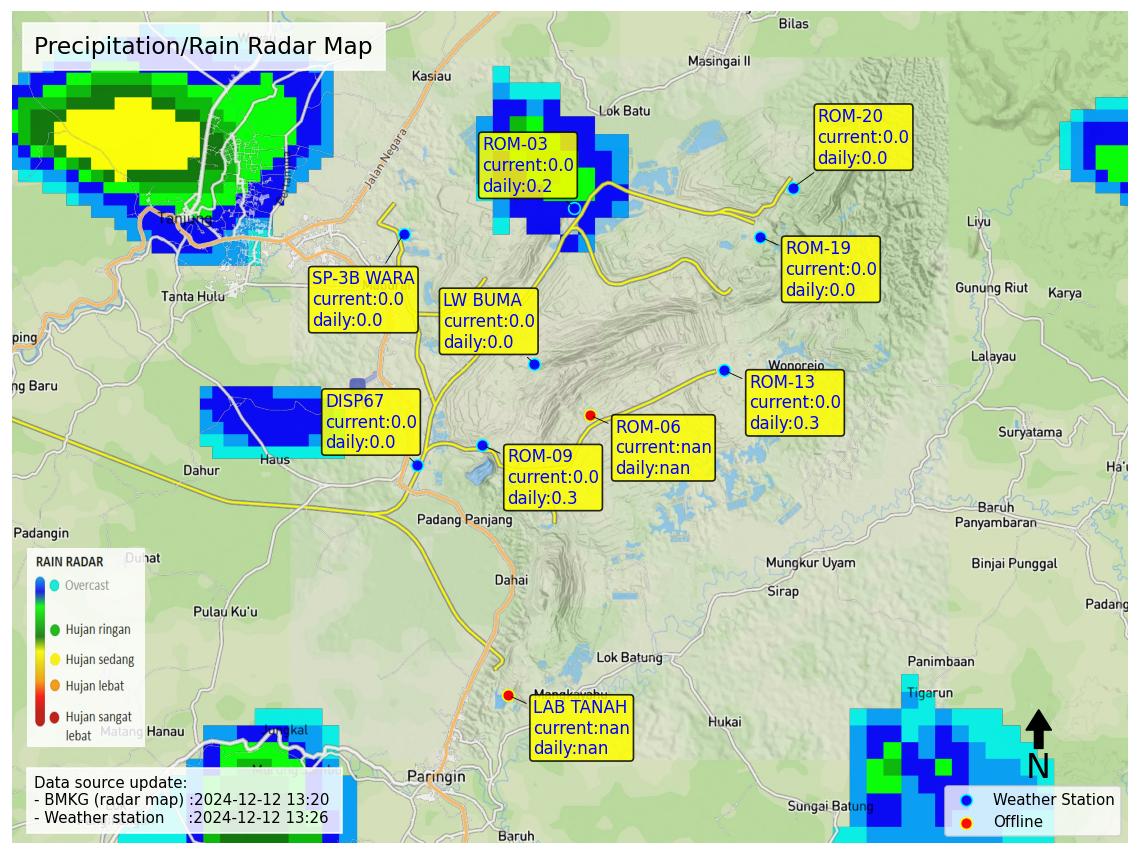 Precipitation/Rain Radar Map
Bilas
Masingai II
Kasiau
Lok Batu
Jalan Negara
ROM-20
current:0.0
daily:0.0
ROM-03
current:0.0
daily:0.2
Tanjung
Liyu
ROM-19
current:0.0
daily:0.0
SP-3B WARA
current:0.0
daily:0.0
LW BUMA
current:0.0
daily:0.0
Tanta Hulu
Gunung Riut
Karya
ping
Lalayau
Wonorejo
ng Baru
ROM-13
current:0.0
daily:0.3
DISP67
current:0.0
daily:0.0
ROM-06
current:nan
daily:nan
Suryatama
Haus
Dahur
ROM-09
current:0.0
daily:0.3
Baruh
Panyambaran
Padang Panjang
Padangin
Duhat
Mungkur Uyam
Binjai Punggal
Dahai
Sirap
Padang
Pulau Ku'u
RAIN RADAR
Overcast
Hujan ringan
Hujan sedang
Hujan lebat
Hujan sangat
lebat
Lok Batung
Panimbaan
Tigarun
LAB TANAH
current:nan
daily:nan
Hukai
Matang Hanau
Jangkal
Paringin
Sungai Batung
Baruh
N
Data source update:
- BMKG (radar map) :2024-12-12 13:20
- Weather station :2024-12-12 13:26
Weather Station
Offline